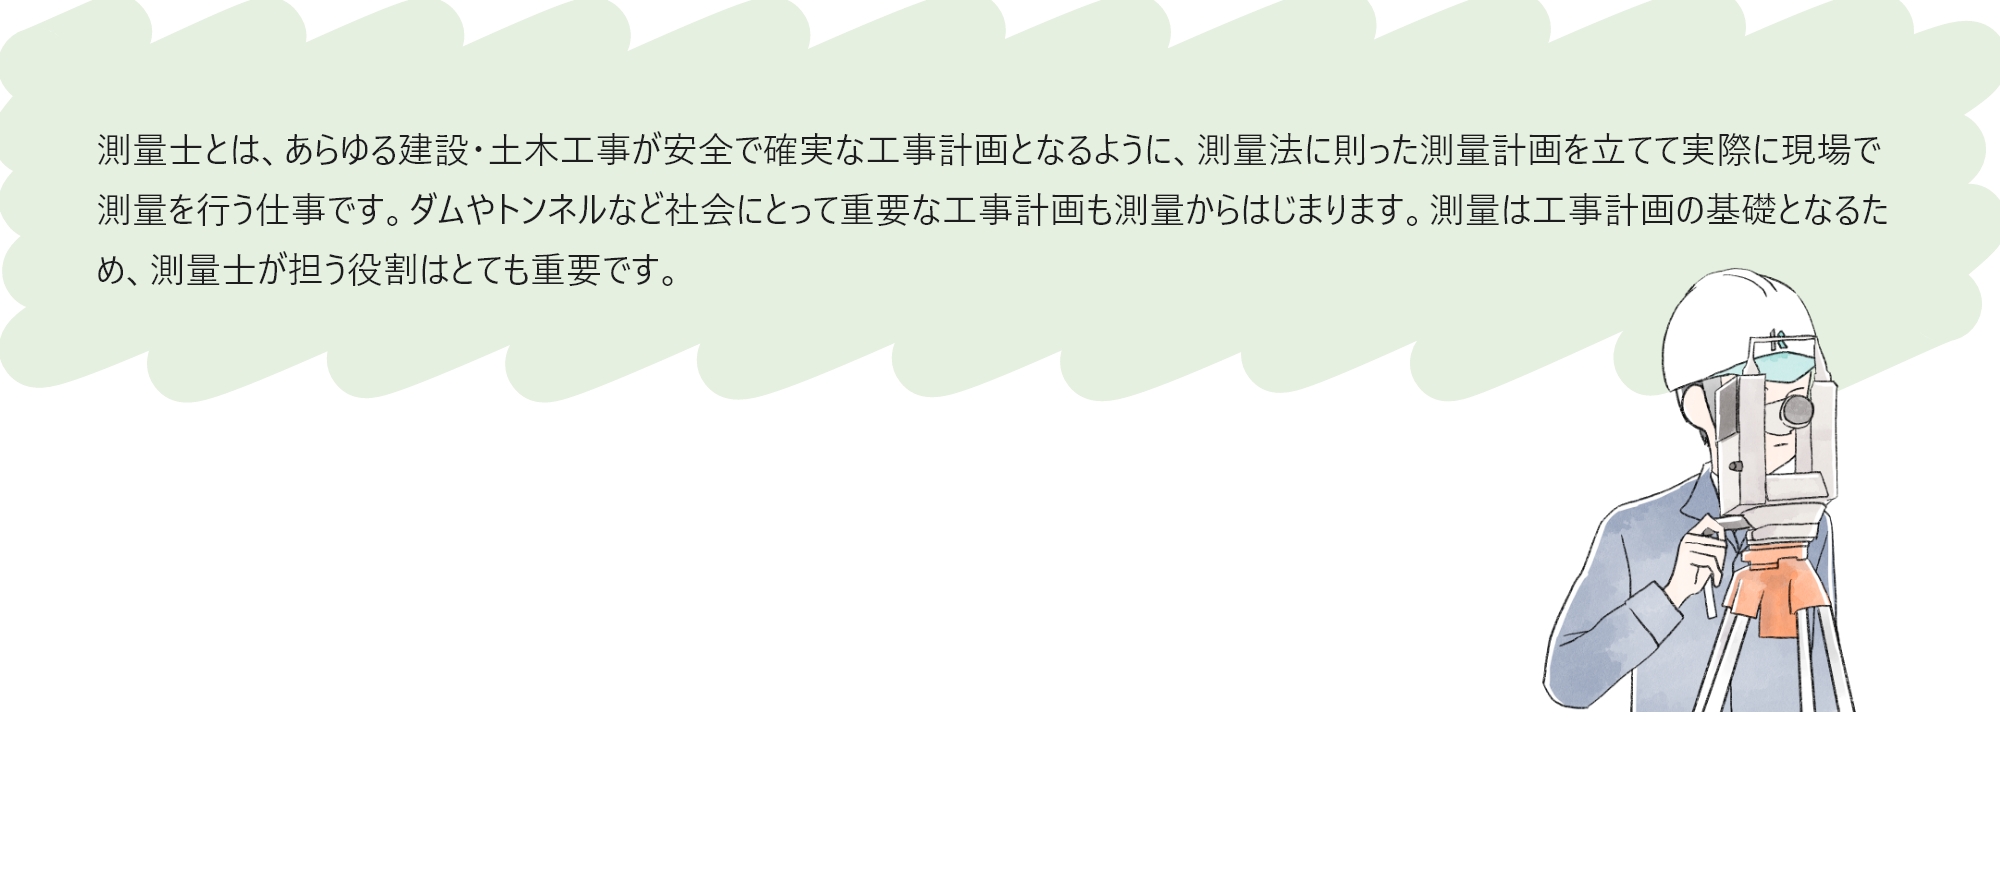 測量士とは、あらゆる建設・土木工事が安全で確実な工事計画となるように、測量法に則った測量計画を立てて実際に現場で
測量を行う仕事です。ダムやトンネルなど社会にとって重要な工事計画も測量からはじまります。測量は工事計画の基礎となるた
め、測量士が担う役割はとても重要です。